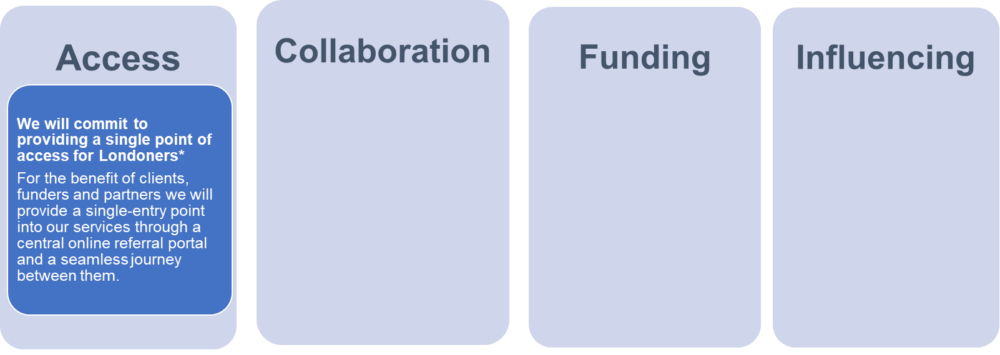 Access
We will commit to
providing a single point of
access for Londoners*
For the benefit of clients,
funders and partners we will
provide a single-entry point
into our services through a
central online referral portal
and a seamless journey
between them.
Collaboration
Funding
Influencing